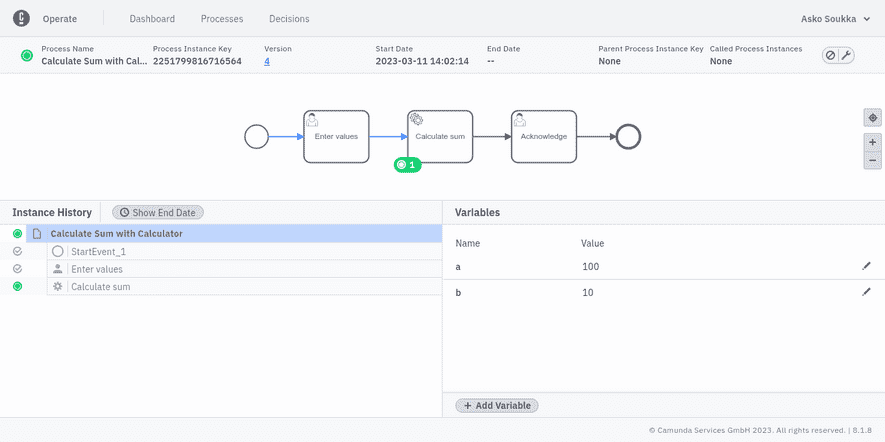 Operate Dashboard Processes Decisions Asko Soukka
Process Name Process Instance Key Version Start Date End Date Parent Process Instance Key Called Process Instances
Calculate Sum with Cal... 2251799816716564 4 2023-03-11 14:02:14 -- None None
Enter values Calculate sum Acknowledge
1
Instance History Show End Date Variables
Calculate Sum with Calculator
StartEvent_1
Enter values
Calculate sum
Name Value
a 100
b 10
+ Add Variable
© Camunda Services GmbH 2023. All rights reserved. | 8.1.8